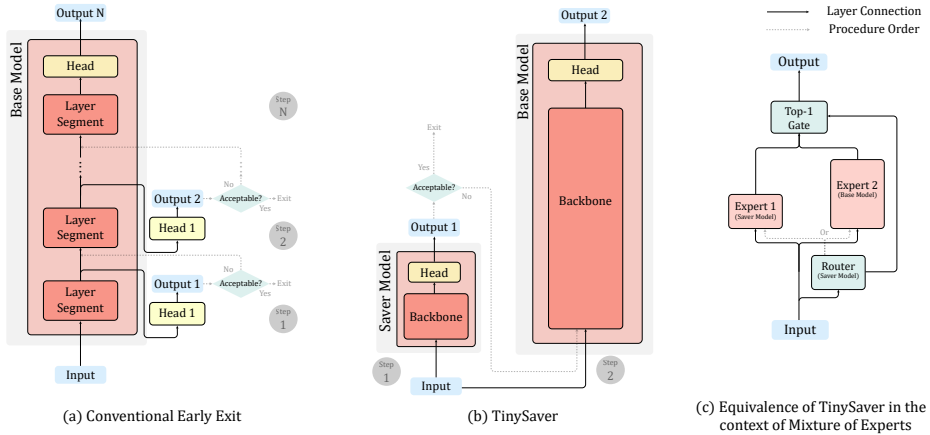 Layer Connection
Procedure Order
Output N
Base Model
Head
Layer
Segment
Step
N
No
Acceptable?
Exit
Yes
Output 2
Head 1
Layer
Segment
Step
2
No
Acceptable?
Exit
Yes
Output 1
Head 1
Layer
Segment
Step
1
Input
(a) Conventional Early Exit
Output 2
Base Model
Head
Backbone
Exit
Yes
Acceptable?
No
Output 1
Saver Model
Head
Backbone
Step
1
Input
Step
2
(b) TinySaver
Output
Top-1
Gate
Expert 2
(Base Model)
Expert 1
(Saver Model)
Or
Router
(Saver Model)
Input
(c) Equivalence of TinySaver in the
context of Mixture of Experts